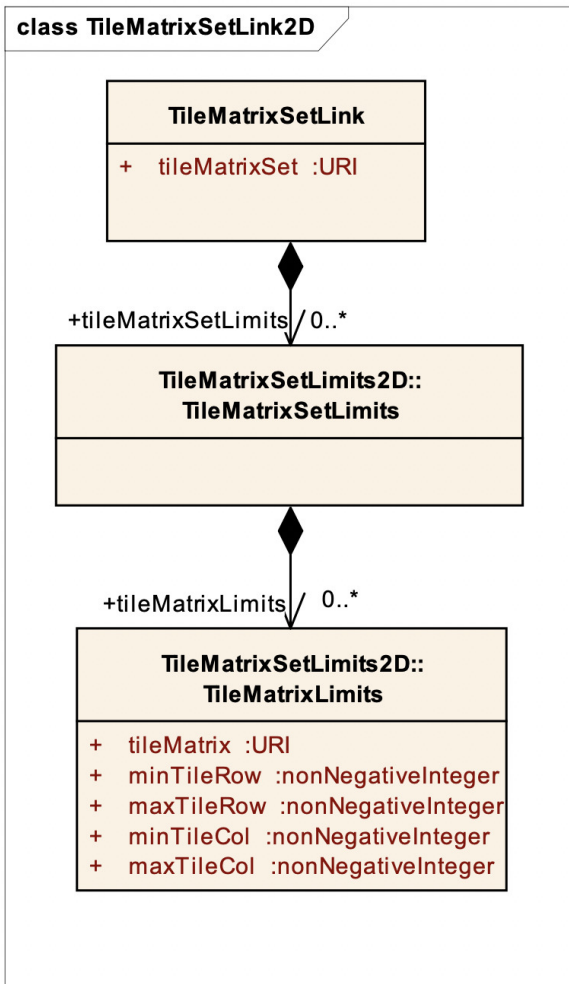 class TileMatrixSetLink2D
TileMatrixSetLink
+ tileMatrixSet :URI
+tileMatrixSetLimits 0..*
TileMatrixSetLimits2D::
TileMatrixSetLimits
+tileMatrixLimits 0..*
TileMatrixSetLimits2D::
TileMatrixLimits
+ tileMatrix :URI
+ minTileRow :nonNegativeInteger
+ maxTileRow :nonNegativeInteger
+ minTileCol :nonNegativeInteger
+ maxTileCol :nonNegativeInteger